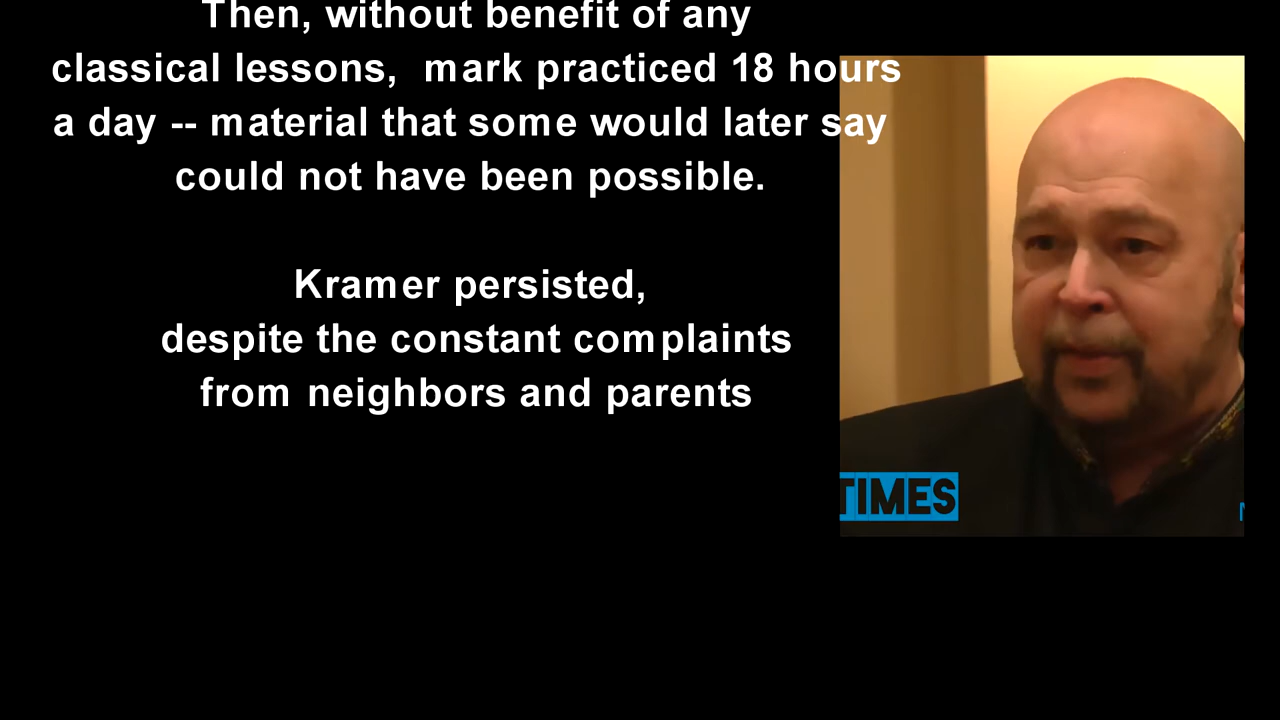 Then, without benefit of any
classical lessons, mark practiced 18 hours
a day -- material that some would later say
could not have been possible.
Kramer persisted,
despite the constant complaints
from neighbors and parents
TIMES